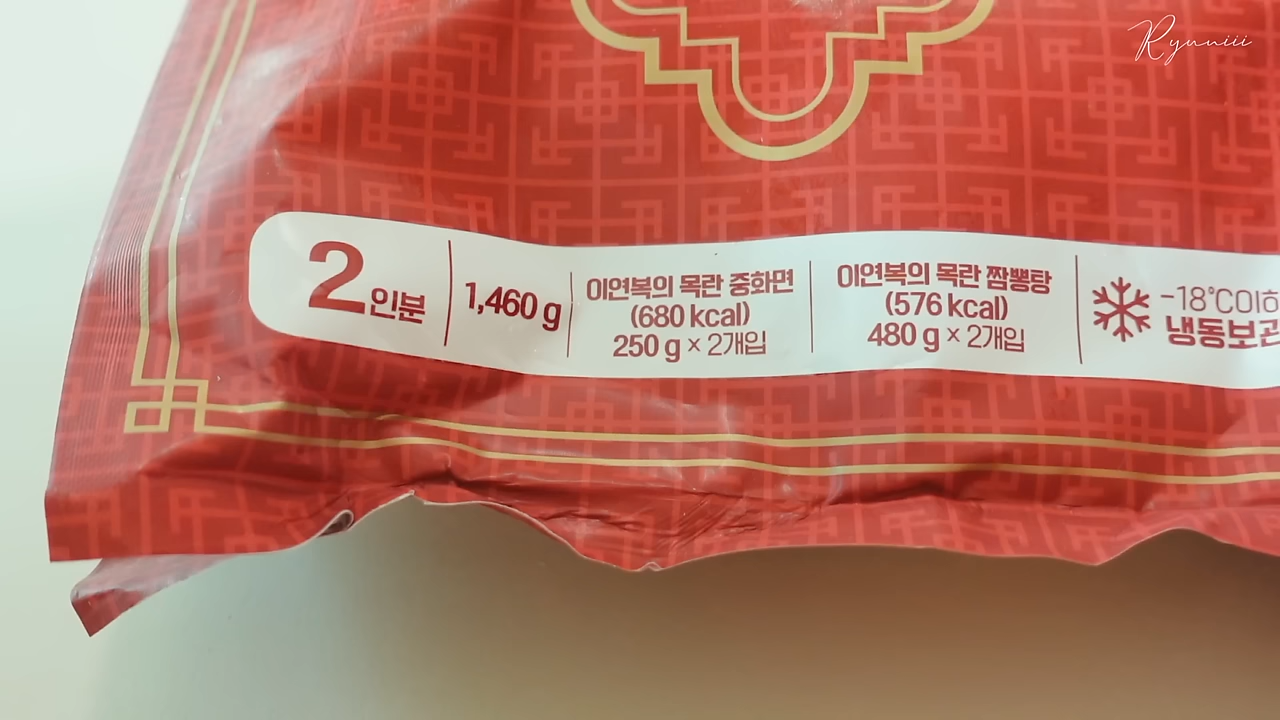 Ryuniii
2인분
1,460 g
이연복의 목란 중화면
(680 kcal)
250 g × 2개입
이연복의 목란 짬뽕탕
(576 kcal)
480 g × 2개입
-18°C이하
냉동보관